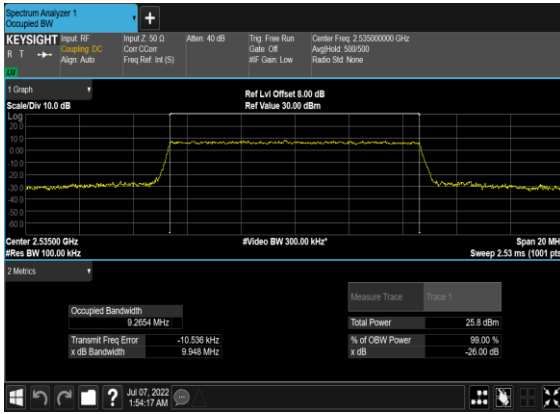 Spectrum Analyzer 1
Occupied BW
KEYSIGHT
R T
LW
Input: RF
Coupling: DC
Align: Auto
Input Z: 50 Ω
Corr CCorr
Freq Ref: Int (S)
Atten: 40 dB
Trig: Free Run
Gate: Off
#IF Gain: Low
Center Freq: 2.535000000 GHz
Avg|Hold: 500/500
Radio Std: None
1 Graph
Scale/Div 10.0 dB
Ref Lvl Offset 8.00 dB
Ref Value 30.00 dBm
Log
20.0
10.0
0.00
-10.0
-20.0
-30.0
-40.0
-50.0
-60.0
Center 2.53500 GHz
#Res BW 100.00 kHz
#Video BW 300.00 kHz*
Span 20 MH
Sweep 2.53 ms (1001 pts
2 Metrics
Measure Trace
Trace 1
Occupied Bandwidth
9.2654 MHz
Total Power
25.8 dBm
Transmit Freq Error
-10.536 kHz
% of OBW Power
99.00 %
x dB Bandwidth
9.948 MHz
x dB
-26.00 dB
?
Jul 07, 2022
1:54:17 AM